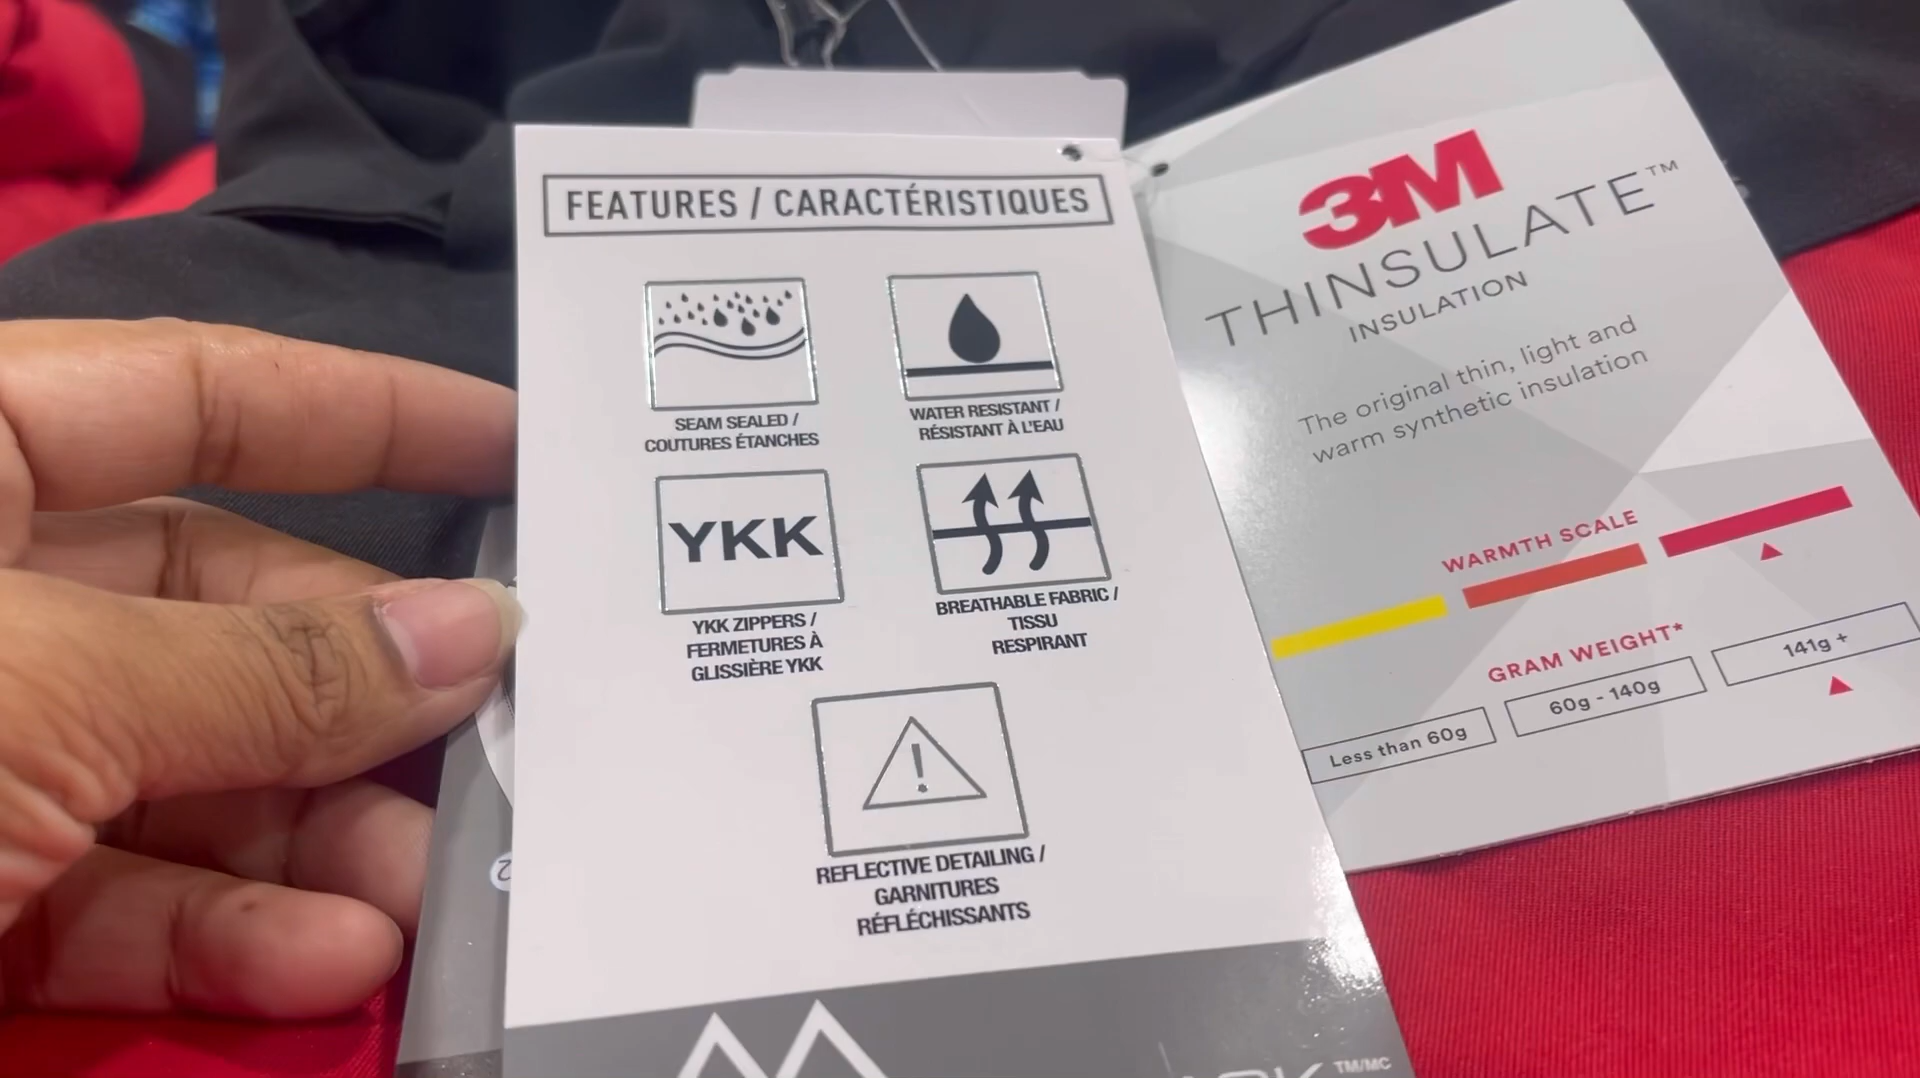 FEATURES / CARACTÉRISTIQUES
SEAM SEALED /
COUTURES ÉTANCHES
WATER RESISTANT /
RÉSISTANT À L'EAU
YKK
YKK ZIPPERS /
FERMETURES À
GLISSIÈRE YKK
BREATHABLE FABRIC /
TISSU
RESPIRANT
!
REFLECTIVE DETAILING /
GARNITURES
RÉFLÉCHISSANTS
TM/MC
3M
THINSULATE™
INSULATION
The original thin, light and
warm synthetic insulation
WARMTH SCALE
GRAM WEIGHT*
Less than 60g
60g - 140g
141g +